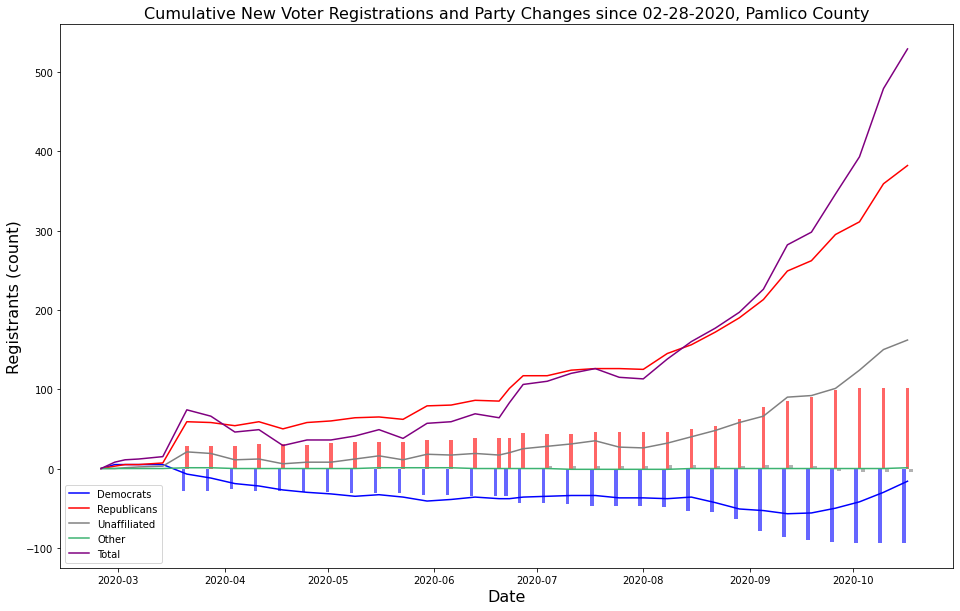 Cumulative New Voter Registrations and Party Changes since 02-28-2020, Pamlico County
Registrants (count)
500
400
300
200
100
0
−100
Democrats
Republicans
Unaffiliated
Other
Total
2020-03
2020-04
2020-05
2020-06
2020-07
2020-08
2020-09
2020-10
Date